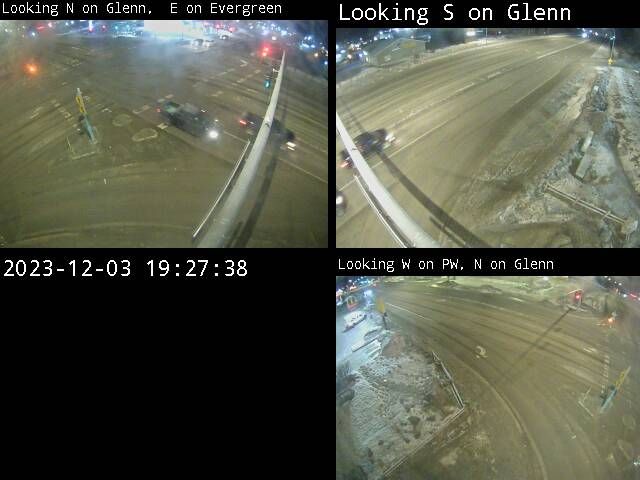 Looking N on Glenn, E on Evergreen
Looking S on Glenn
2023-12-03 19:27:38
Looking W on PW, N on Glenn